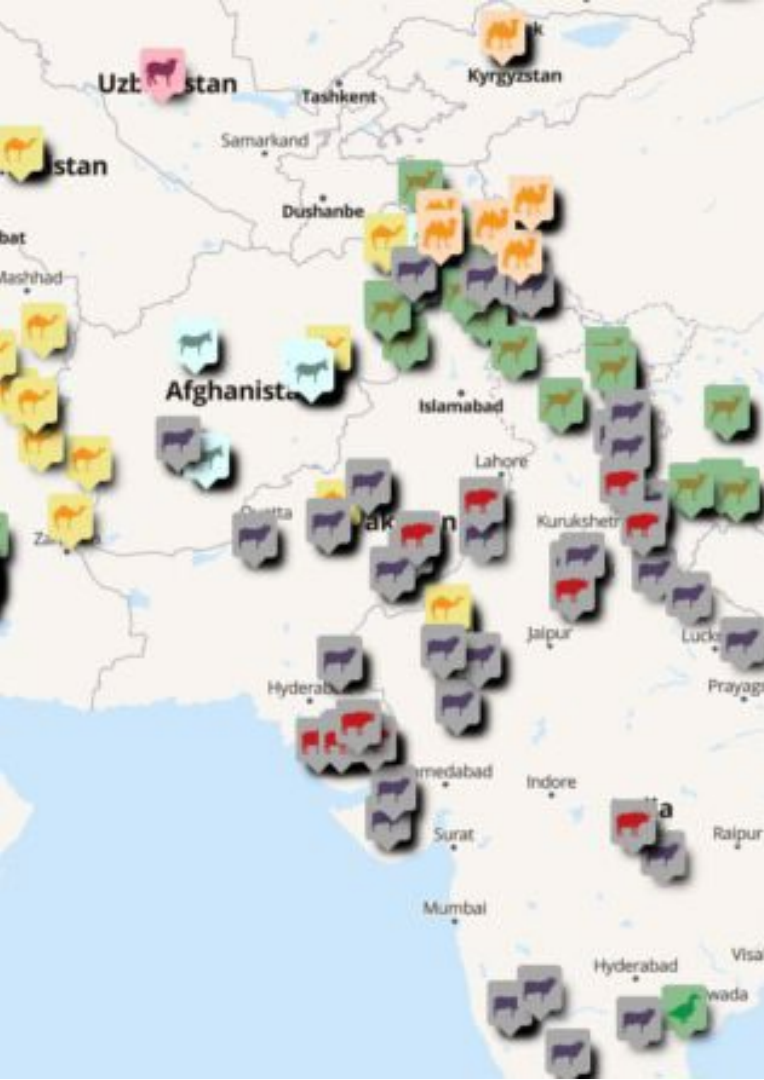 Kyrgyzstan
Uzb stan
Tashkent
Samarkand
stan
Dushanbe
bat
Mashhad
Afghanista
Islamabad
Lahore
Kurukshetr
Jaipur
Luck
Hyderab
Prayag
medabad
Indore
Surat
Raipur
Mumbai
Hyderabad
Visa
wada